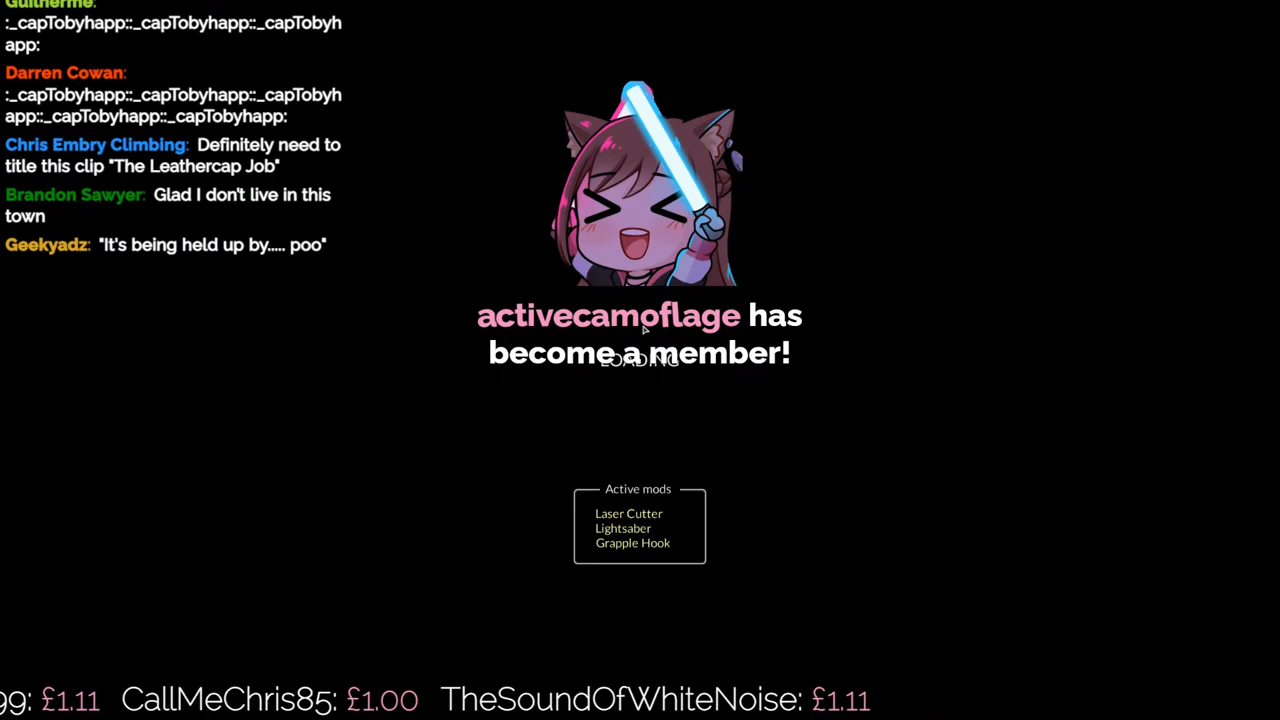 Guilherme:
:_capTobyhapp::_capTobyhapp::_capTobyh
app:
Darren Cowan:
:_capTobyhapp::_capTobyhapp::_capTobyh
app::_capTobyhapp::_capTobyhapp:
Chris Embry Climbing: Definitely need to
title this clip "The Leathercap Job"
Brandon Sawyer: Glad I don't live in this
town
Geekyadz: "It's being held up by..... poo"
activecamoflage has
become a member!
LOADING
Active mods
Laser Cutter
Lightsaber
Grapple Hook
99: £1.11 CallMeChris85: £1.00 TheSoundOfWhiteNoise: £1.11